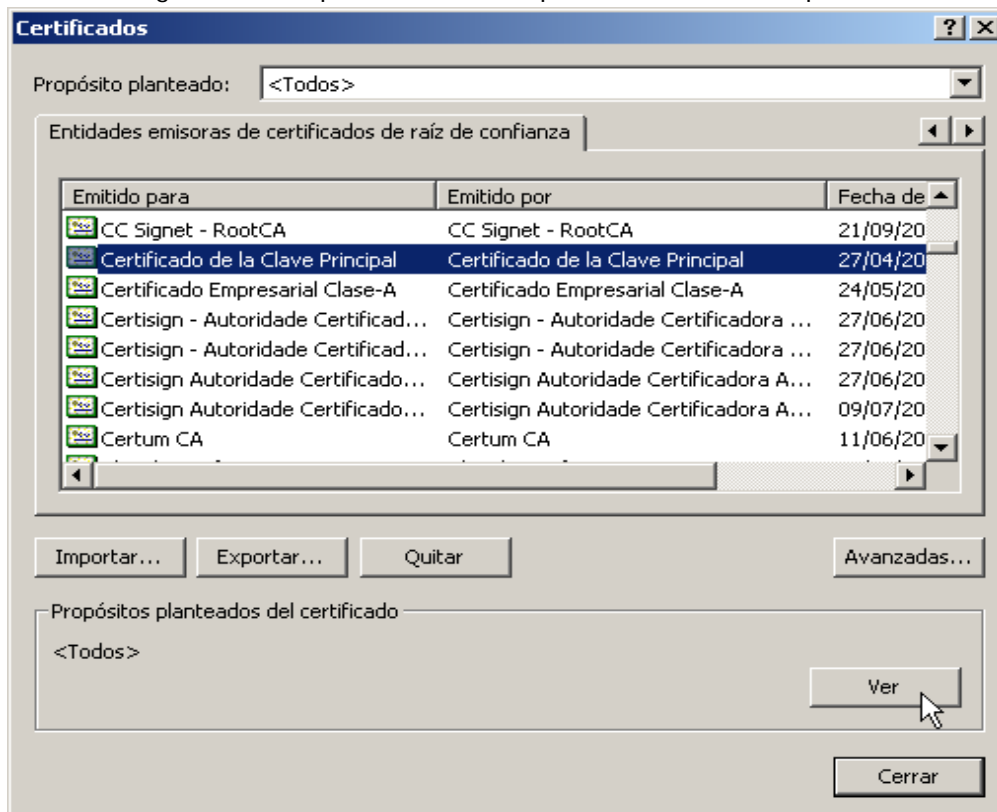 Certificados
Propósito planteado: <Todos>
Entidades emisoras de certificados de raíz de confianza
Emitido para Emitido por Fecha de
CC Signet - RootCA CC Signet - RootCA 21/09/20
Certificado de la Clave Principal Certificado de la Clave Principal 27/04/20
Certificado Empresarial Clase-A Certificado Empresarial Clase-A 24/05/20
Certisign - Autoridade Certificad... Certisign - Autoridade Certificadora ... 27/06/20
Certisign - Autoridade Certificad... Certisign - Autoridade Certificadora ... 27/06/20
Certisign Autoridade Certificado... Certisign Autoridade Certificadora A... 27/06/20
Certisign Autoridade Certificado... Certisign Autoridade Certificadora A... 09/07/20
Certum CA Certum CA 11/06/20
Importar... Exportar... Quitar Avanzadas...
Propósitos planteados del certificado
<Todos>
Ver
Cerrar